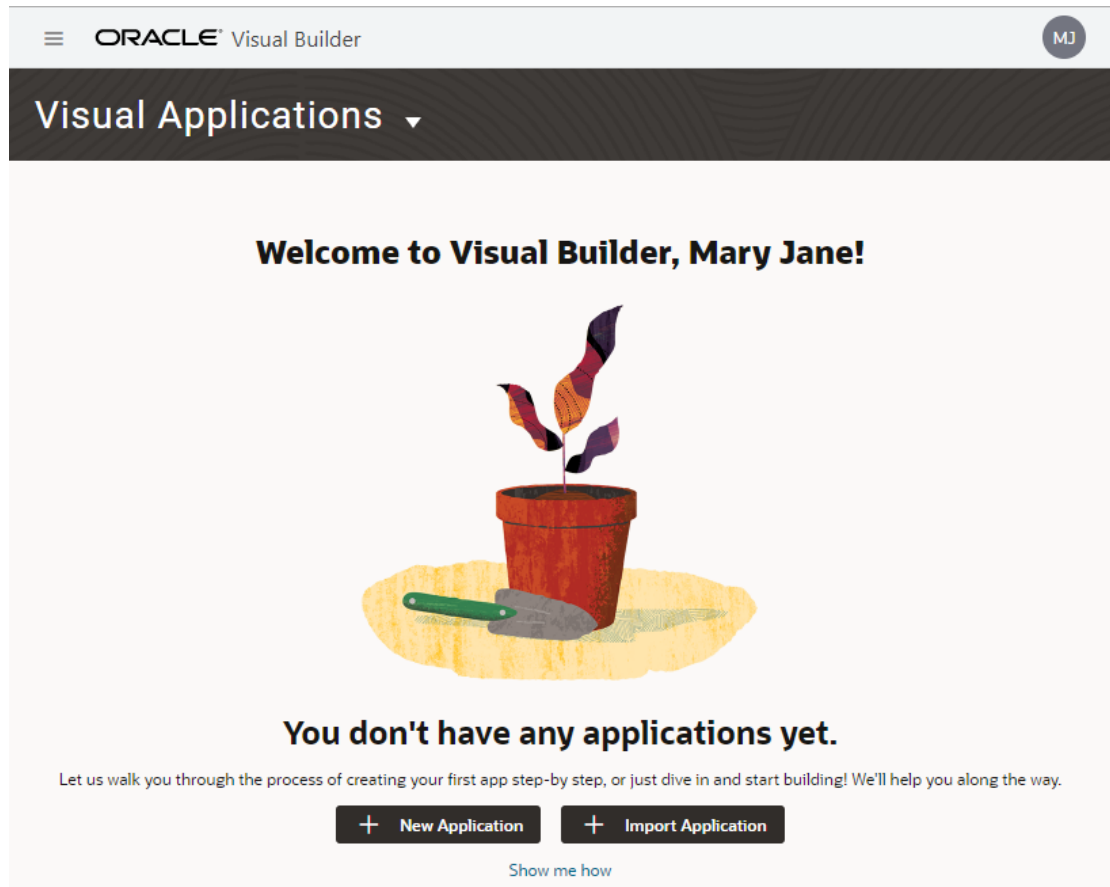 ORACLE Visual Builder
MJ
Visual Applications
Welcome to Visual Builder, Mary Jane!
You don't have any applications yet.
Let us walk you through the process of creating your first app step-by step, or just dive in and start building! We'll help you along the way.
+ New Application + Import Application
Show me how